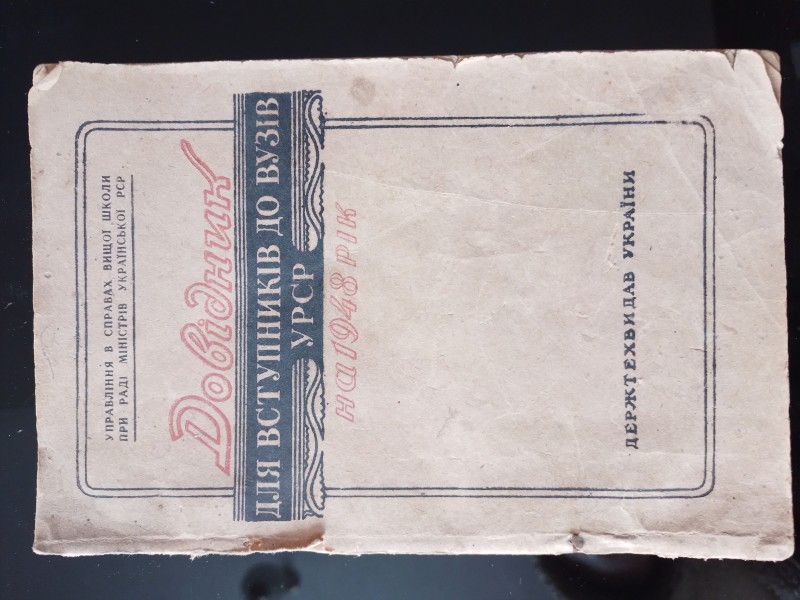 УПРАВЛІННЯ В СПРАВАХ ВИЩОЇ ШКОЛИ
ПРИ РАДІ МІНІСТРІВ УКРАЇНСЬКОЇ РСР
Довідник
ДЛЯ ВСТУПНИКІВ ДО ВУЗІВ
УРСР
на 1948 рік
ДЕРЖТЕХВИДАВ УКРАЇНИ